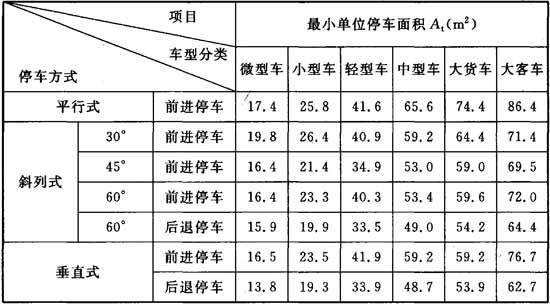 项目
最小单位停车面积 At(m²)
车型分类
停车方式
微型车 小型车 轻型车 中型车 大货车 大客车
平行式 前进停车 17.4 25.8 41.6 65.6 74.4 86.4
斜列式 30° 前进停车 19.8 26.4 40.9 59.2 64.4 71.4
45° 前进停车 16.4 21.4 34.9 53.0 59.0 69.5
60° 前进停车 16.4 23.3 40.3 53.4 59.6 72.0
60° 后退停车 15.9 19.9 33.5 49.0 54.2 64.4
垂直式 前进停车 16.5 23.5 41.9 59.2 59.2 76.7
后退停车 13.8 19.3 33.9 48.7 53.9 62.7